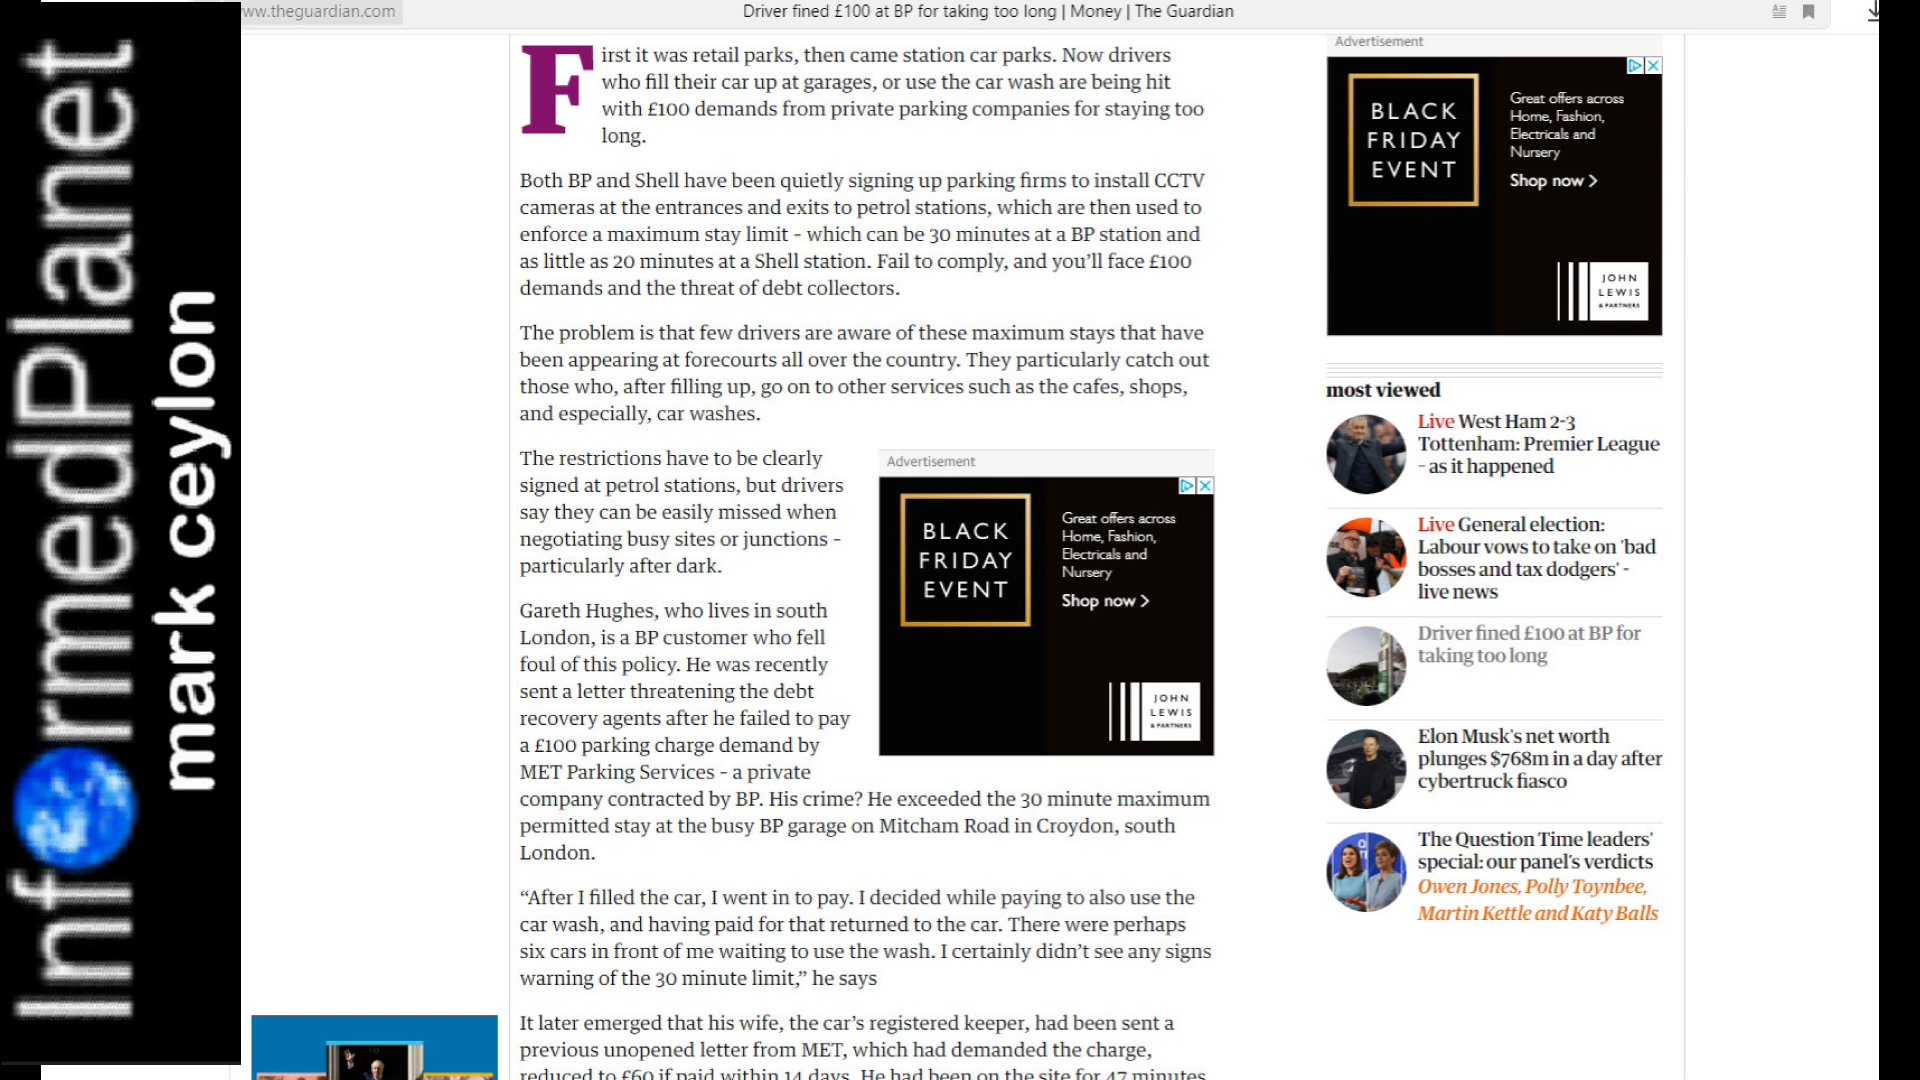 InformedPlanet
mark ceylon
ww.theguardian.com
Driver fined £100 at BP for taking too long | Money | The Guardian
First it was retail parks, then came station car parks. Now drivers
who fill their car up at garages, or use the car wash are being hit
with £100 demands from private parking companies for staying too
long.
Both BP and Shell have been quietly signing up parking firms to install CCTV
cameras at the entrances and exits to petrol stations, which are then used to
enforce a maximum stay limit – which can be 30 minutes at a BP station and
as little as 20 minutes at a Shell station. Fail to comply, and you’ll face £100
demands and the threat of debt collectors.
The problem is that few drivers are aware of these maximum stays that have
been appearing at forecourts all over the country. They particularly catch out
those who, after filling up, go on to other services such as the cafes, shops,
and especially, car washes.
The restrictions have to be clearly
signed at petrol stations, but drivers
say they can be easily missed when
negotiating busy sites or junctions –
particularly after dark.
Gareth Hughes, who lives in south
London, is a BP customer who fell
foul of this policy. He was recently
sent a letter threatening the debt
recovery agents after he failed to pay
a £100 parking charge demand by
MET Parking Services – a private
company contracted by BP. His crime? He exceeded the 30 minute maximum
permitted stay at the busy BP garage on Mitcham Road in Croydon, south
London.
“After I filled the car, I went in to pay. I decided while paying to also use the
car wash, and having paid for that returned to the car. There were perhaps
six cars in front of me waiting to use the wash. I certainly didn’t see any signs
warning of the 30 minute limit,” he says
It later emerged that his wife, the car’s registered keeper, had been sent a
previous unopened letter from MET, which had demanded the charge,
reduced to £60 if paid within 14 days. He had been on the site for 47 minutes
Advertisement
BLACK
FRIDAY
EVENT
Great offers across
Home, Fashion,
Electricals and
Nursery
Shop now >
JOHN
LEWIS
& PARTNERS
Advertisement
BLACK
FRIDAY
EVENT
Great offers across
Home, Fashion,
Electricals and
Nursery
Shop now >
JOHN
LEWIS
& PARTNERS
most viewed
Live West Ham 2-3
Tottenham: Premier League
– as it happened
Live General election:
Labour vows to take on 'bad
bosses and tax dodgers' –
live news
Driver fined £100 at BP for
taking too long
Elon Musk's net worth
plunges $768m in a day after
cybertruck fiasco
The Question Time leaders'
special: our panel's verdicts
Owen Jones, Polly Toynbee,
Martin Kettle and Katy Balls